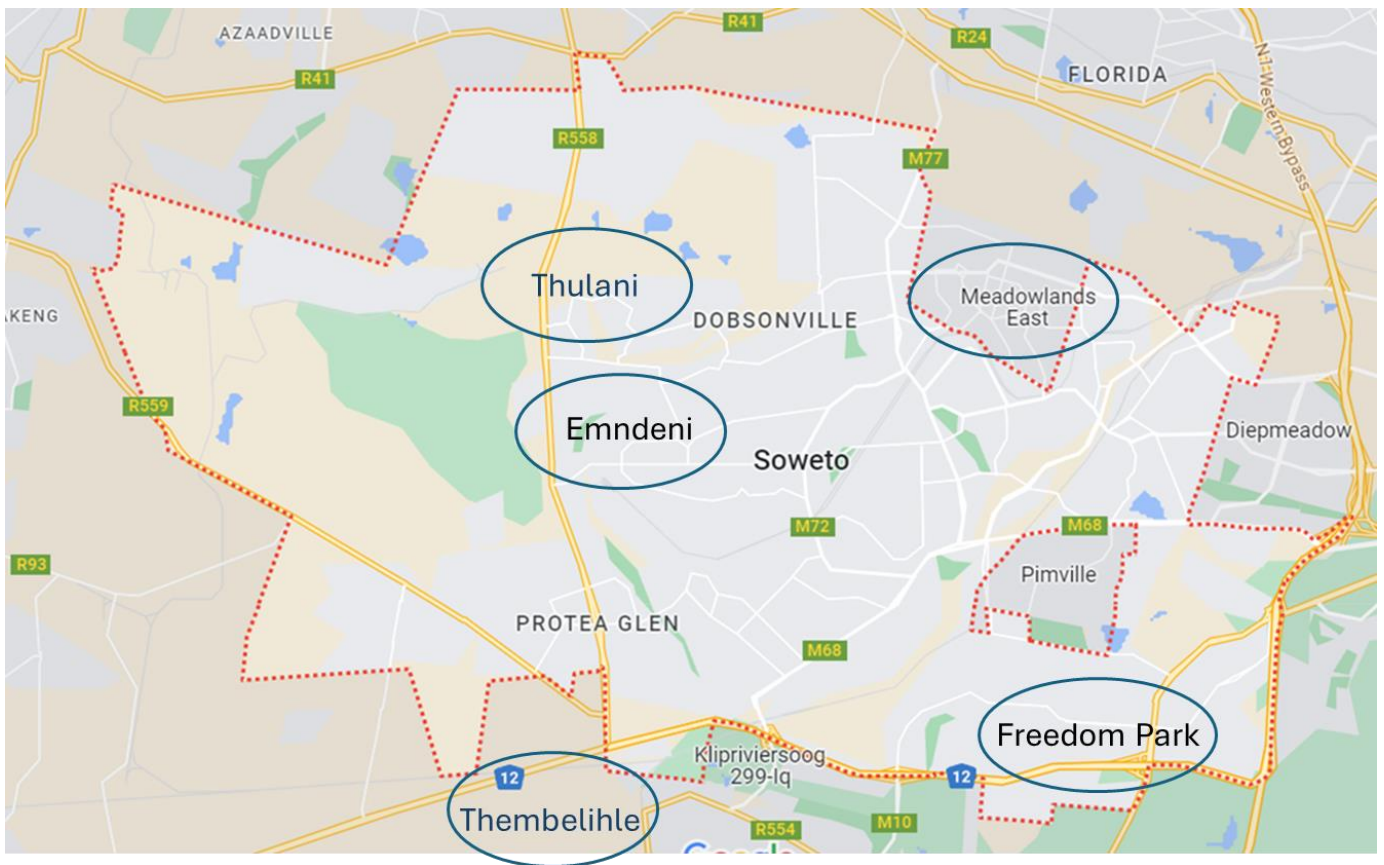 R41
R24
AZAADVILLE
FLORIDA
R41
N1 Western Bypass
R558
M77
Thulani
Meadowlands
East
AKENG
DOBSONVILLE
R559
Emndeni
Diepmeadow
Soweto
M72
M68
R93
Pimville
PROTEA GLEN
M68
Freedom Park
Klipriviersoog
299-Iq
12
12
Thembelihle
R554
M10
Google